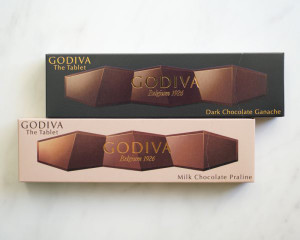 GODIVA
The Tablet
GODIVA
Belgium 1926
Dark Chocolate Ganache
GODIVA
The Tablet
GODIVA
Belgium 1926
Milk Chocolate Praline